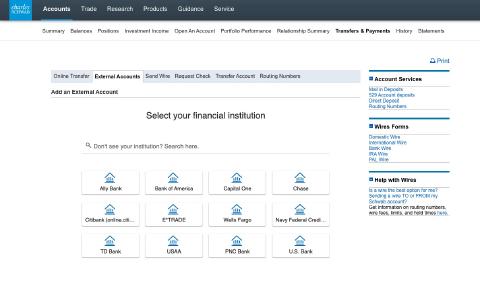 charles
SCHWAB
Accounts Trade Research Products Guidance Service
Summary Balances Positions Investment Income Open An Account Portfolio Performance Relationship Summary Transfers & Payments History Statements
Print
Online Transfer External Accounts Send Wire Request Check Transfer Account Routing Numbers
Add an External Account
Select your financial institution
Don't see your institution? Search here.
Ally Bank Bank of America Capital One Chase
Citibank (online.citi... E*TRADE Wells Fargo Navy Federal Credi...
TD Bank USAA PNC Bank U.S. Bank
Account Services
Mail in Deposits
529 Account deposits
Direct Deposit
Routing Numbers
Wires Forms
Domestic Wire
International Wire
Bank Wire
IRA Wire
PAL Wire
Help with Wires
Is a wire the best option for me?
Sending a wire TO or FROM my
Schwab account?
Get information on routing numbers,
wire fees, limits, and hold times here.